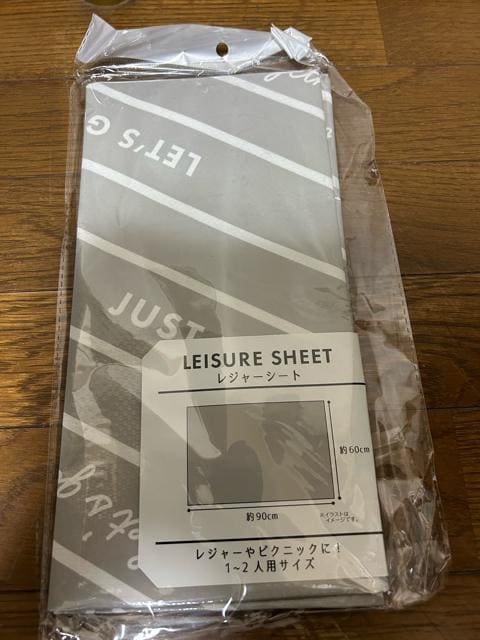 LET'S G
JUST
LEISURE SHEET
レジャーシート
約60cm
約90cm
※イラストは
イメージです。
レジャーやピクニックに!
1~2人用サイズ